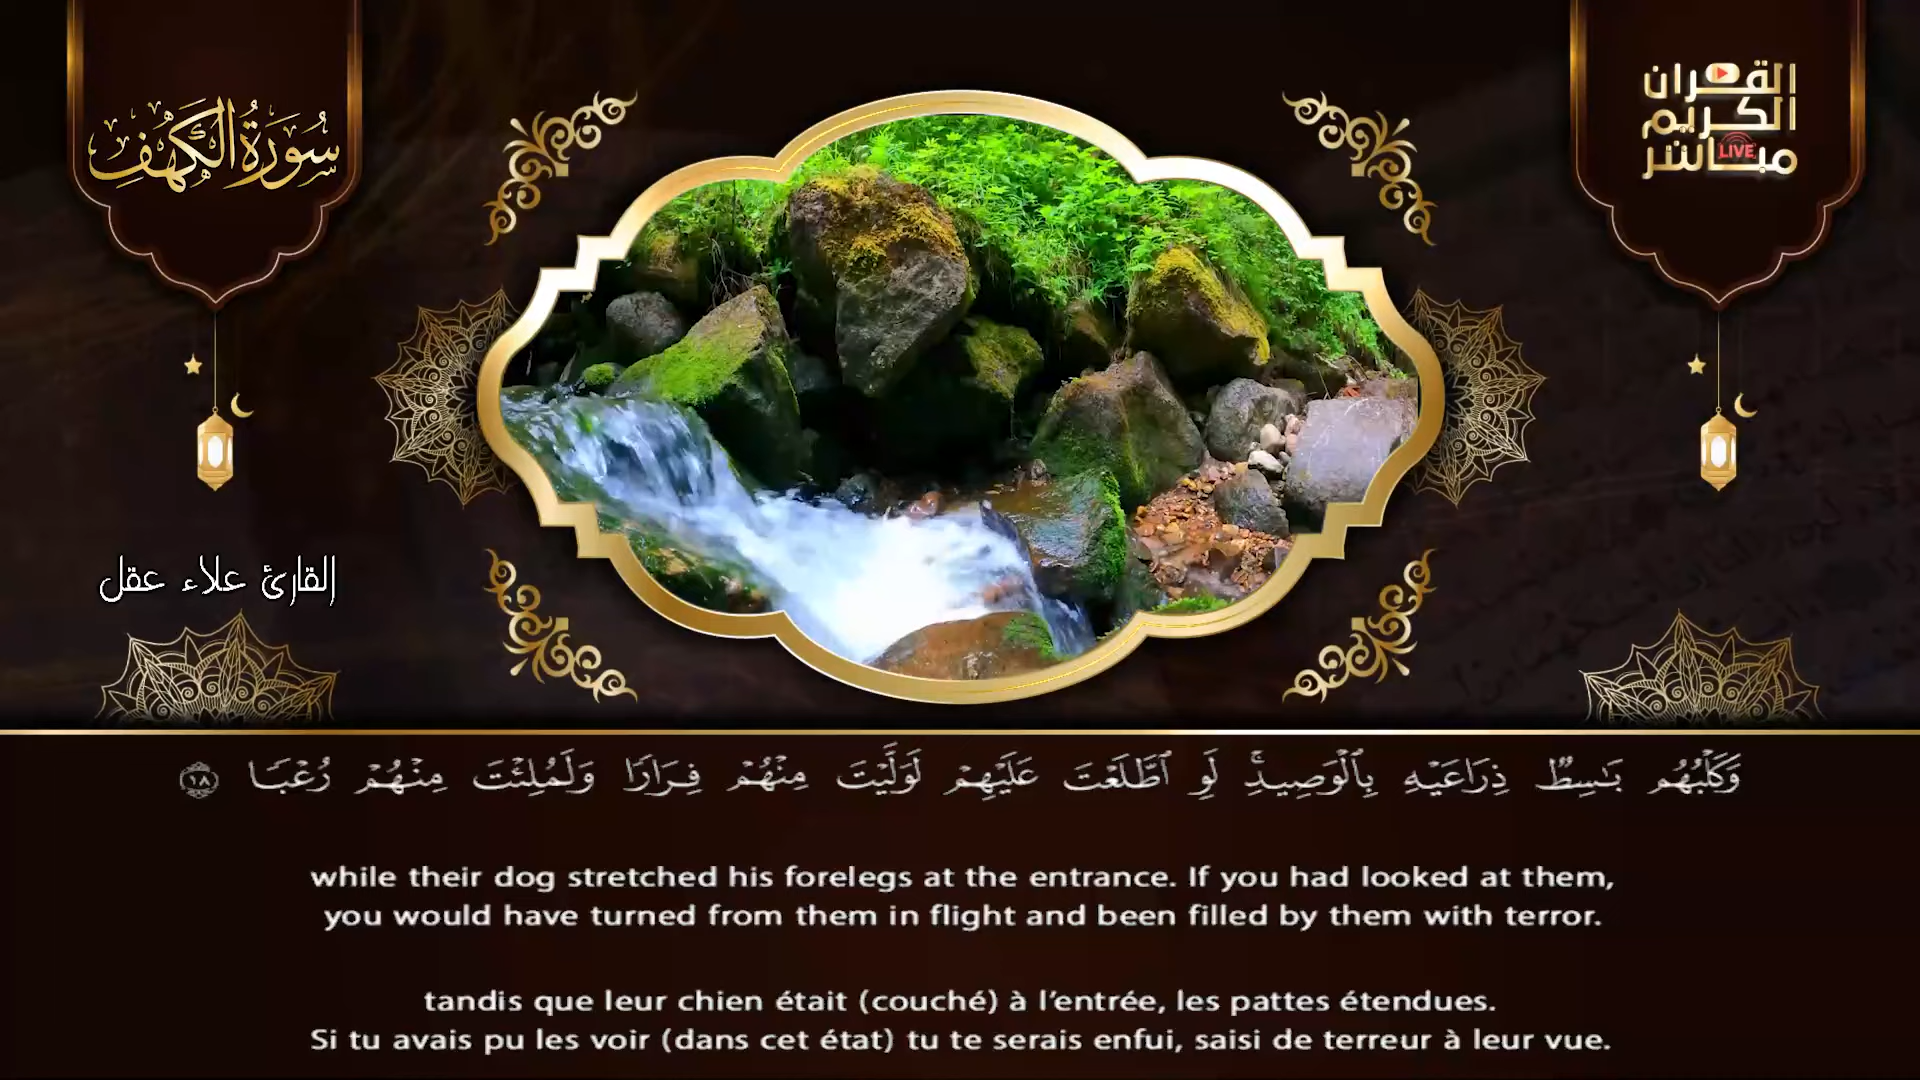 سُورَةُ الْكَهْفِ
القرآن
الكريم
مباشر
LIVE
القارئ علاء عقل
وَكَلْبُهُم بَـٰسِطٌ ذِرَاعَيْهِ بِٱلْوَصِيدِ ۚ لَوِ ٱطَّلَعْتَ عَلَيْهِمْ لَوَلَّيْتَ مِنْهُمْ فِرَارًا وَلَمُلِئْتَ مِنْهُمْ رُعْبًا ١٨
while their dog stretched his forelegs at the entrance. If you had looked at them,
you would have turned from them in flight and been filled by them with terror.
tandis que leur chien était (couché) à l’entrée, les pattes étendues.
Si tu avais pu les voir (dans cet état) tu te serais enfui, saisi de terreur à leur vue.